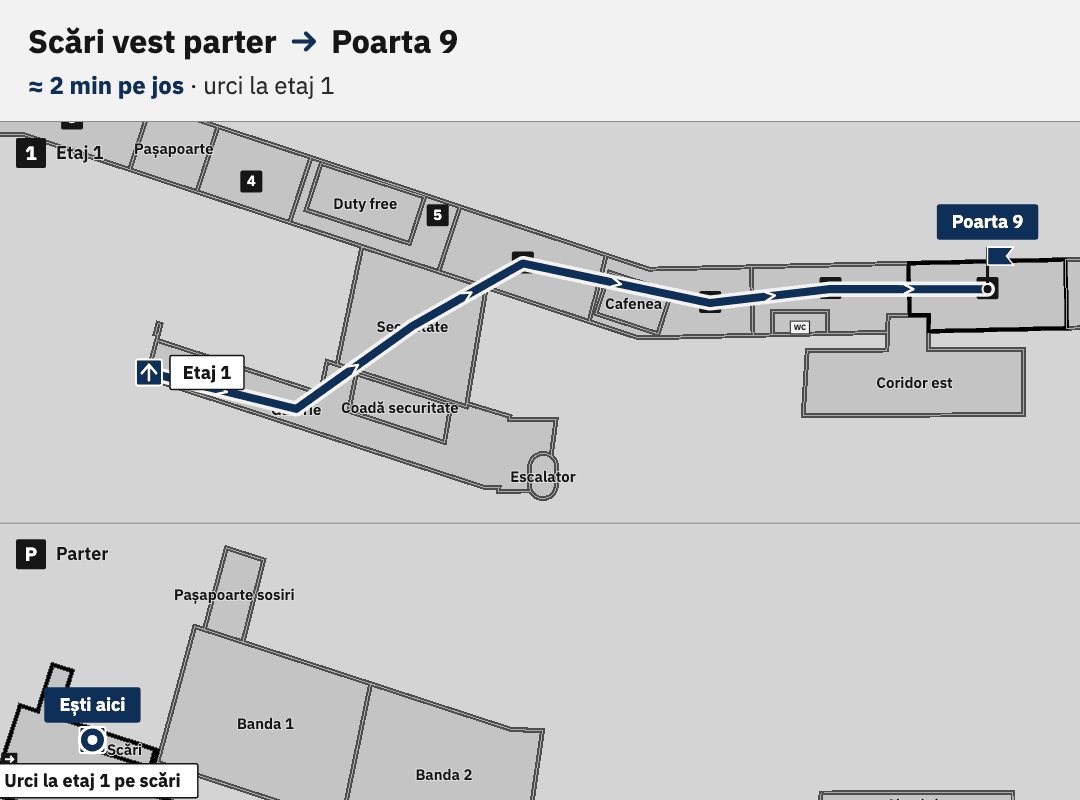 Scări vest parter → Poarta 9
≈ 2 min pe jos · urci la etaj 1
1 Etaj 1
Pașapoarte
4
Duty free
5
Poarta 9
Cafenea
Securitate
wc
Etaj 1
Coridor est
Coadă securitate
Escalator
P Parter
Pașapoarte sosiri
Ești aici
Banda 1
Scări
Urci la etaj 1 pe scări
Banda 2